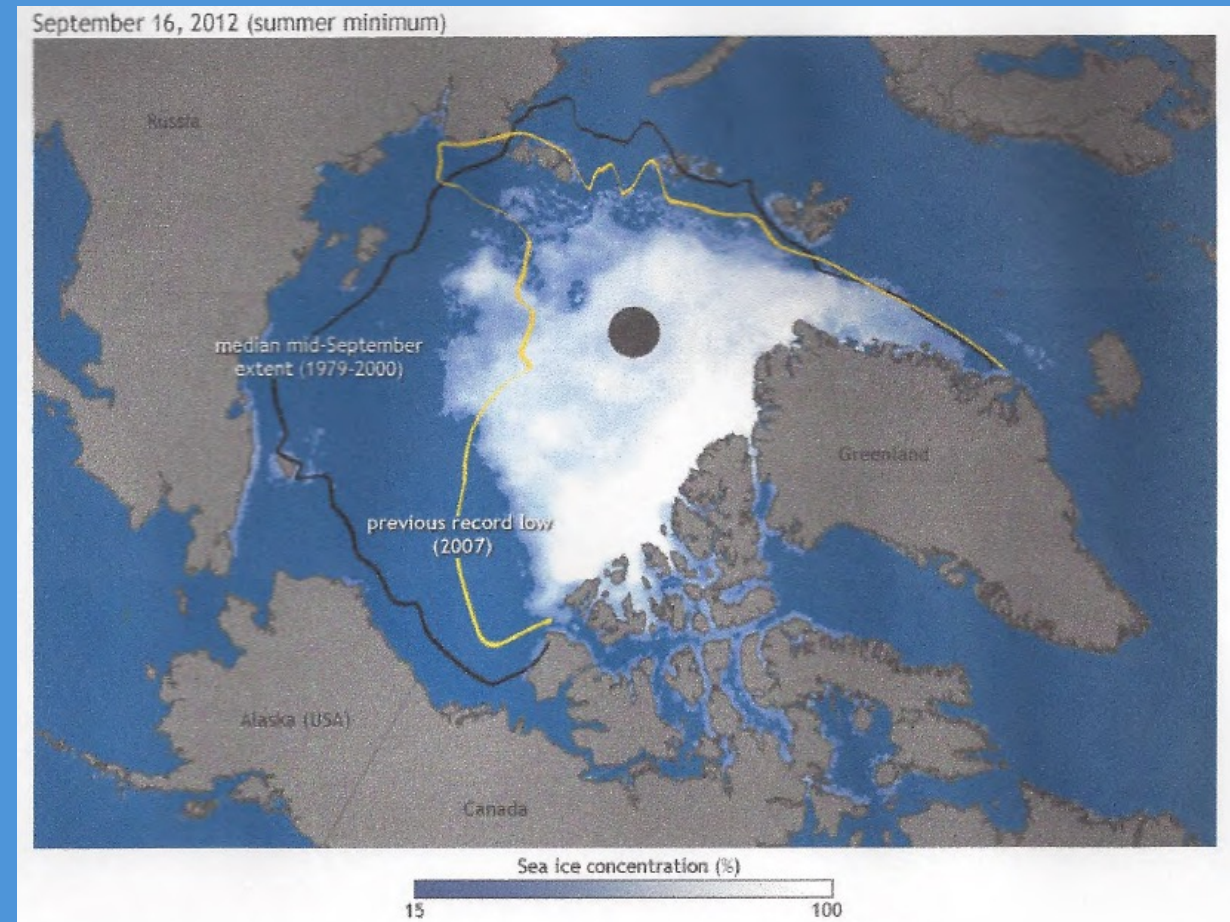 September 16, 2012 (summer minimum)
Russia
median mid-September
extent (1979-2000)
Greenland
previous record low
(2007)
Alaska (USA)
Canada
Sea ice concentration (%)
15
100